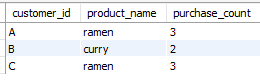 customer_id product_name purchase_count
A ramen 3
B curry 2
C ramen 3